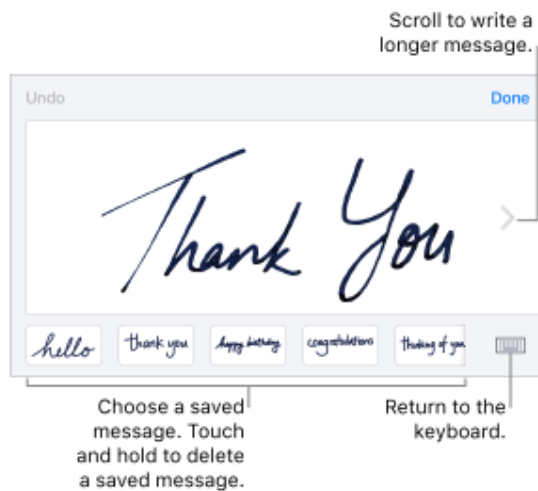 Scroll to write a
longer message.
Undo
Done
Thank You
hello
thank you
happy birthday
congratulations
thinking of you
Choose a saved
message. Touch
and hold to delete
a saved message.
Return to the
keyboard.